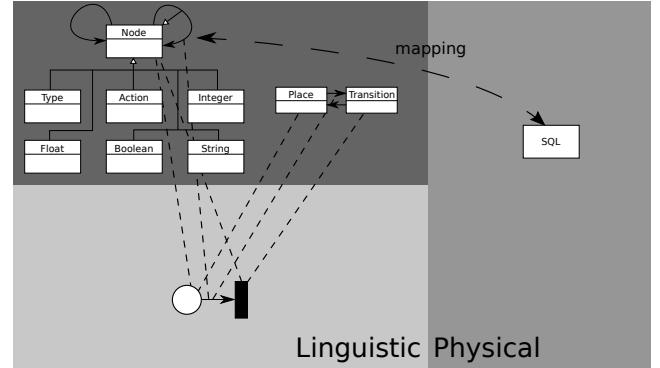 Node
mapping
Type
Action
Integer
Place
Transition
Float
Boolean
String
SQL
Linguistic
Physical